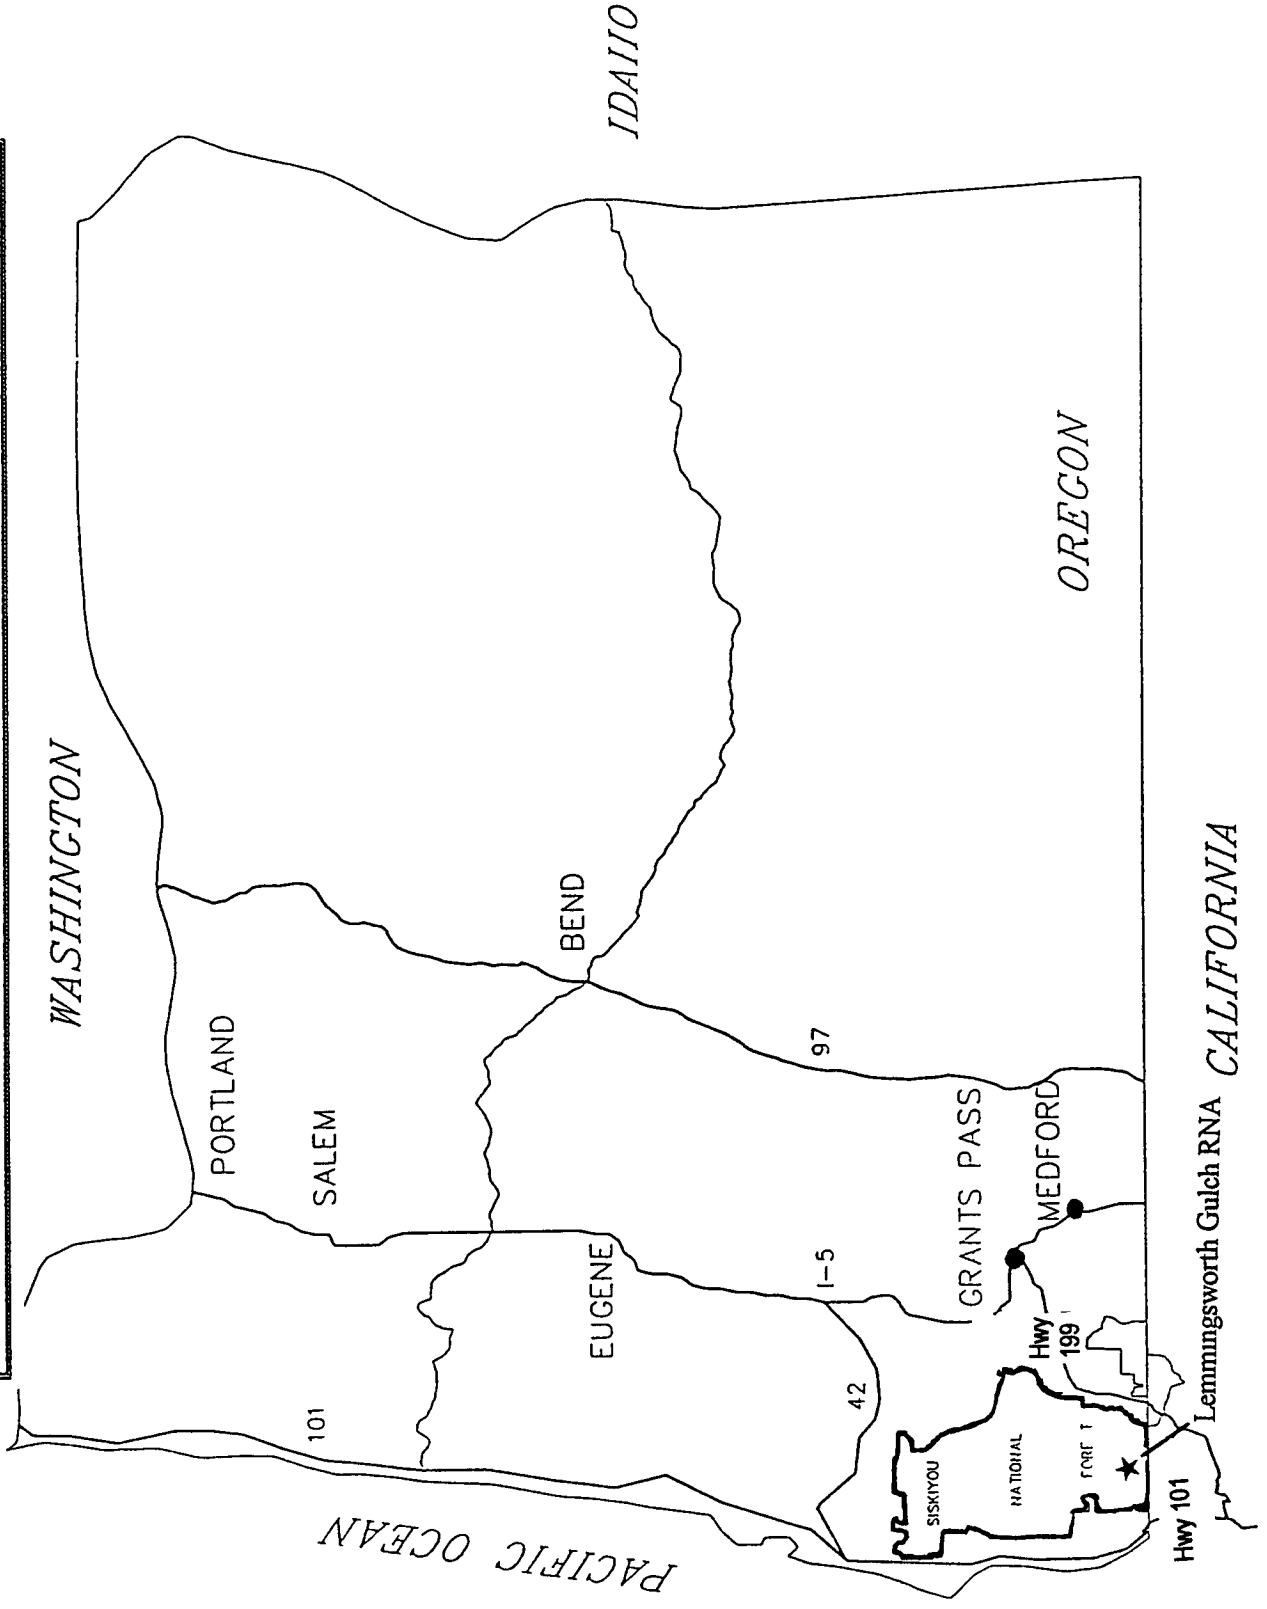 WASHINGTON
PACIFIC OCEAN
101
PORTLAND
SALEM
IDAIIO
EUGENE
BEND
42
I-5
97
SISKIYOU
NATIONAL
GRANTS PASS
Hwy
199
MEDFORD
OREGON
Hwy 101
Lemmingsworth Gulch RNA
CALIFORNIA